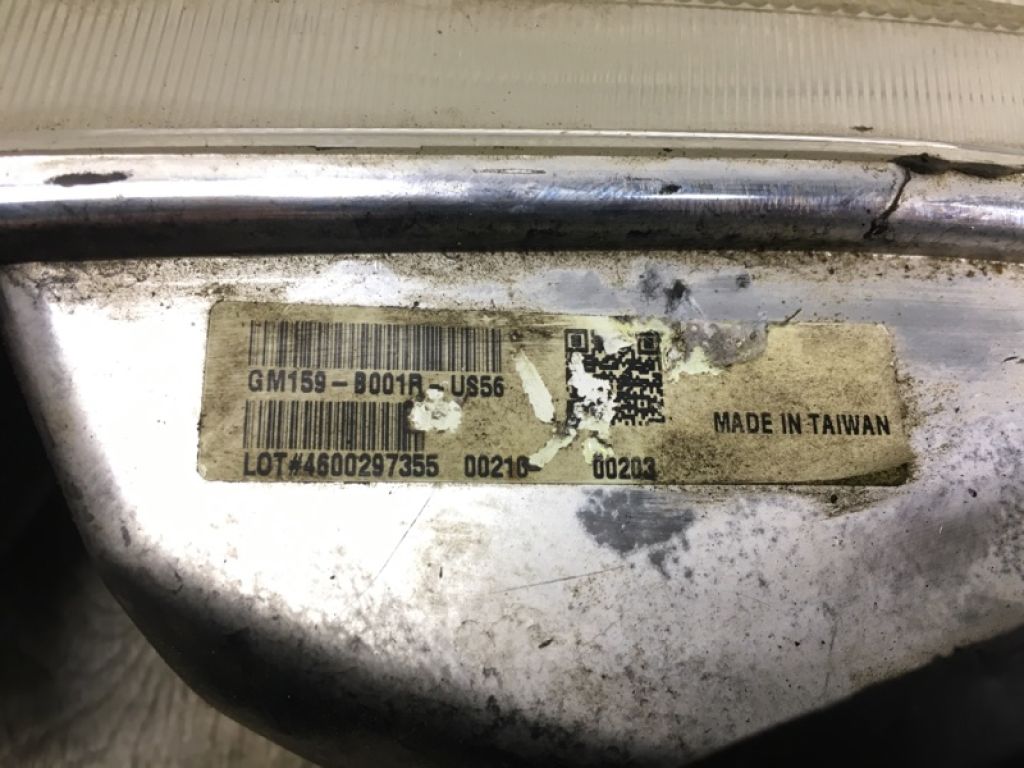 GM159-B001R-US56
LOT#4600297355 00210- 00203
MADE IN TAIWAN